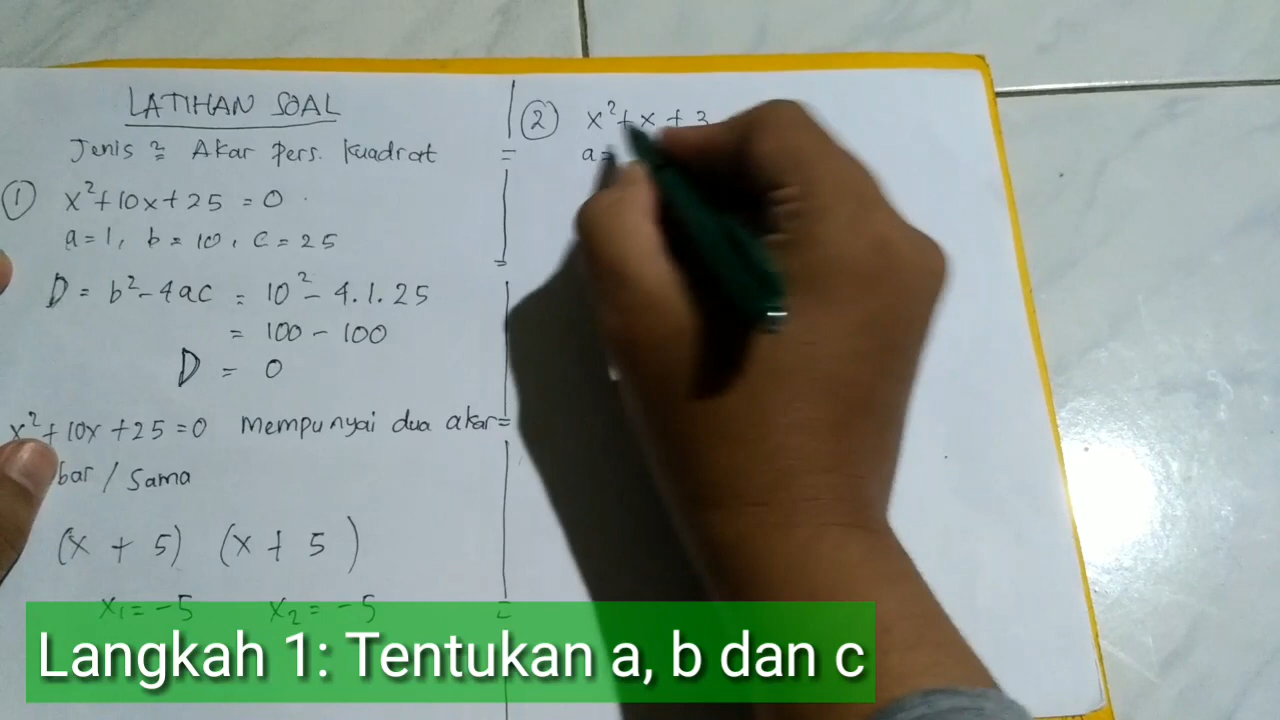 LATIHAN SOAL
Jenis ² Akar Pers. Kuadrat
① x²+10x+25 = 0
a=1, b=10, c=25
D = b²-4ac = 10² - 4.1.25
= 100 - 100
D = 0
x²+10x+25=0 mempunyai dua akar
bar / Sama
(x + 5) (x + 5)
x₁=-5 x₂=-5
② x²+x+3
a=
Langkah 1: Tentukan a, b dan c